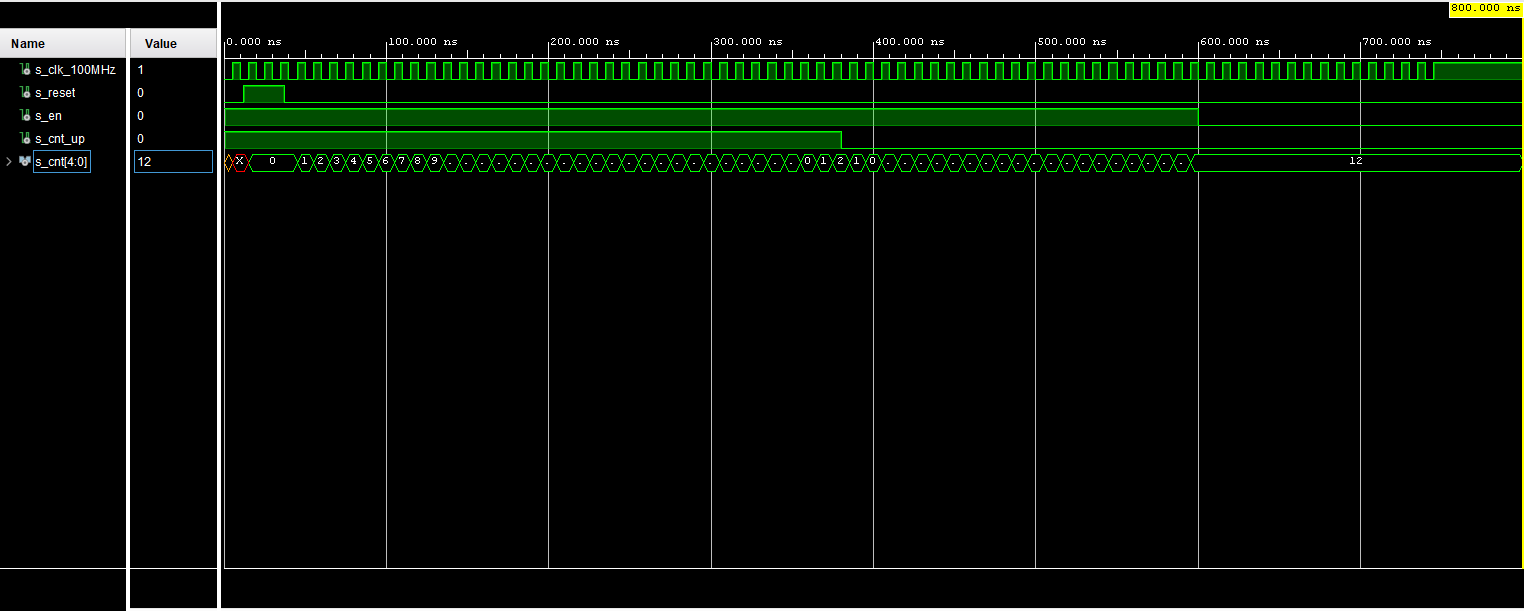 800.000 ns
Name Value
0.000 ns 100.000 ns 200.000 ns 300.000 ns 400.000 ns 500.000 ns 600.000 ns 700.000 ns
s_clk_100MHz 1
s_reset 0
s_en 0
s_cnt_up 0
s_cnt[4:0] 12 X 0 1 2 3 4 5 6 7 8 9 . . . . . . . . . . . . . . . . . . . . . . 0 1 2 1 0 . . . . . . . . . . . . . . . . . . . 12